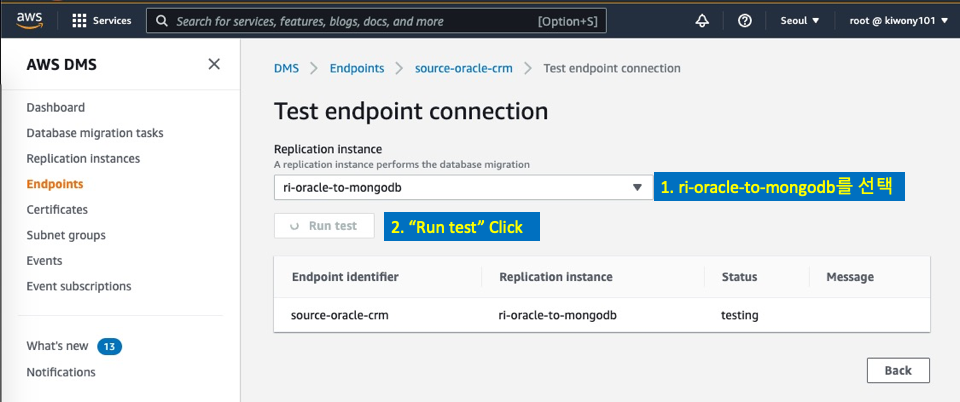 aws
Services
Search for services, features, blogs, docs, and more
[Option+S]
Seoul ▼
root @ kiwony101 ▼
AWS DMS
Dashboard
Database migration tasks
Replication instances
Endpoints
Certificates
Subnet groups
Events
Event subscriptions
What's new 13
Notifications
DMS > Endpoints > source-oracle-crm > Test endpoint connection
Test endpoint connection
Replication instance
A replication instance performs the database migration
ri-oracle-to-mongodb ▼
1. ri-oracle-to-mongodb를 선택
Run test
2. “Run test” Click
Endpoint identifier Replication instance Status Message
source-oracle-crm ri-oracle-to-mongodb testing
Back